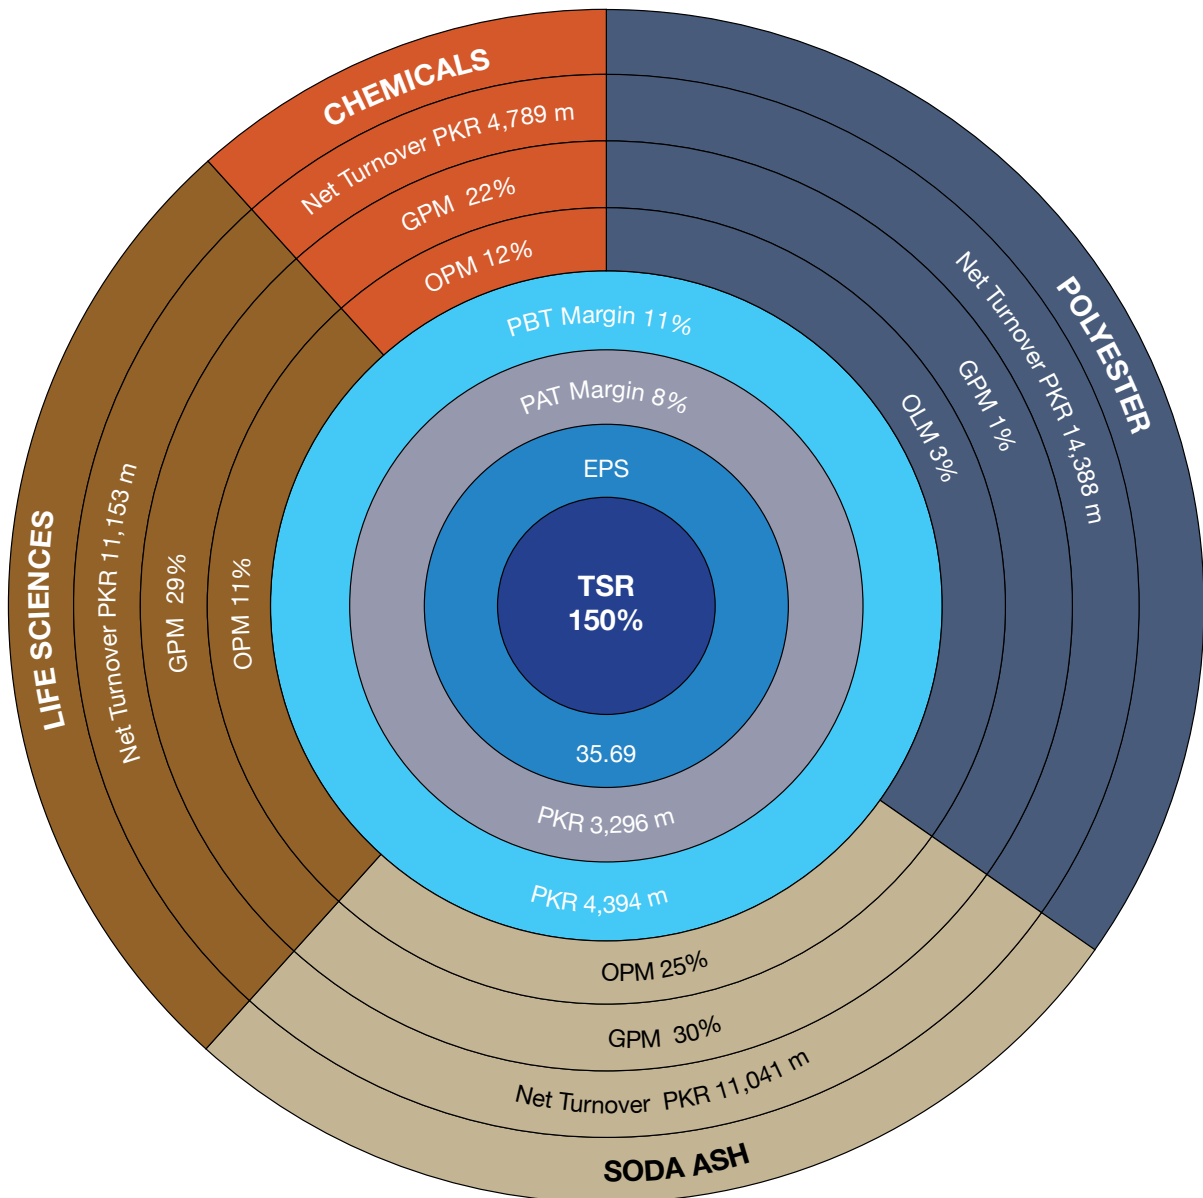 CHEMICALS
Net Turnover PKR 4,789 m
GPM 22%
OPM 12%
POLYESTER
Net Turnover PKR 14,388 m
GPM 1%
OLM 3%
LIFE SCIENCES
Net Turnover PKR 11,153 m
GPM 29%
OPM 11%
PBT Margin 11%
PAT Margin 8%
EPS
TSR
150%
35.69
PKR 3,296 m
PKR 4,394 m
OPM 25%
GPM 30%
Net Turnover PKR 11,041 m
SODA ASH